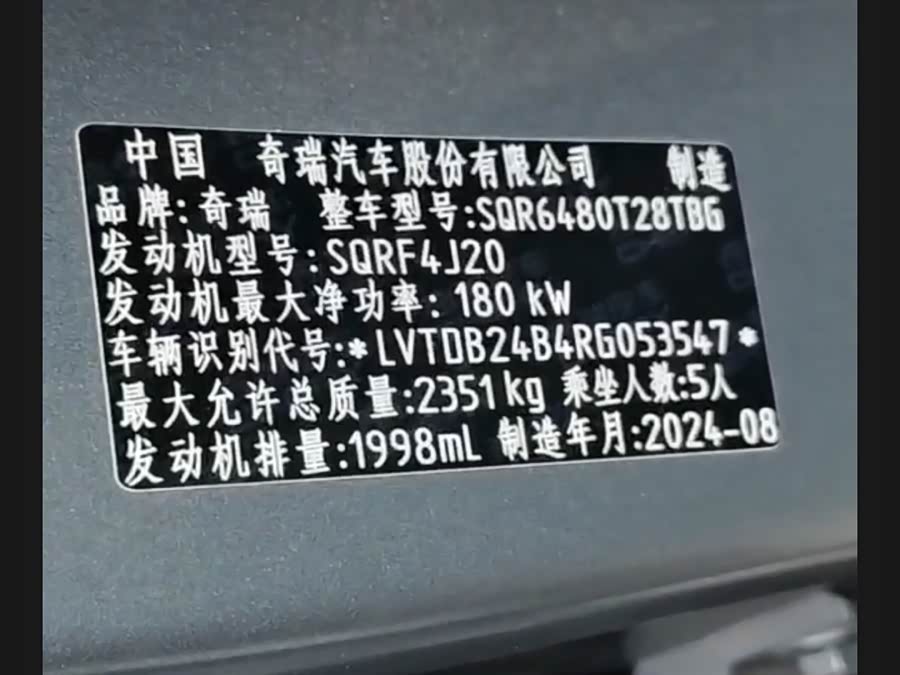 中国 奇瑞汽车股份有限公司 制造
品牌:奇瑞 整车型号:SQR6480T28TBG
发动机型号:SQRF4J20
发动机最大净功率: 180 kW
车辆识别代号:*LVTDB24B4RG053547*
最大允许总质量:2351kg 乘坐人数:5人
发动机排量:1998mL 制造年月:2024-08